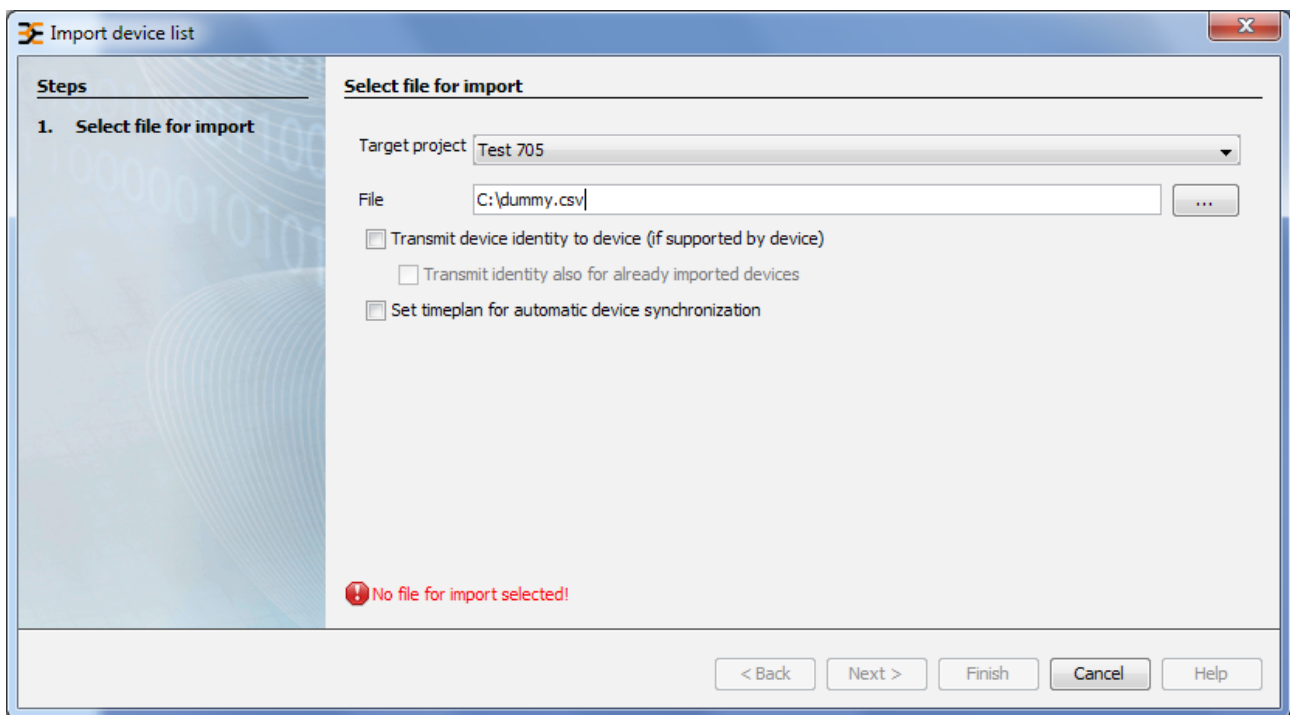 Import device list
Steps
1. Select file for import
Select file for import
Target project Test 705
File C:\dummy.csv ...
Transmit device identity to device (if supported by device)
Transmit identity also for already imported devices
Set timeplan for automatic device synchronization
No file for import selected!
< Back Next > Finish Cancel Help